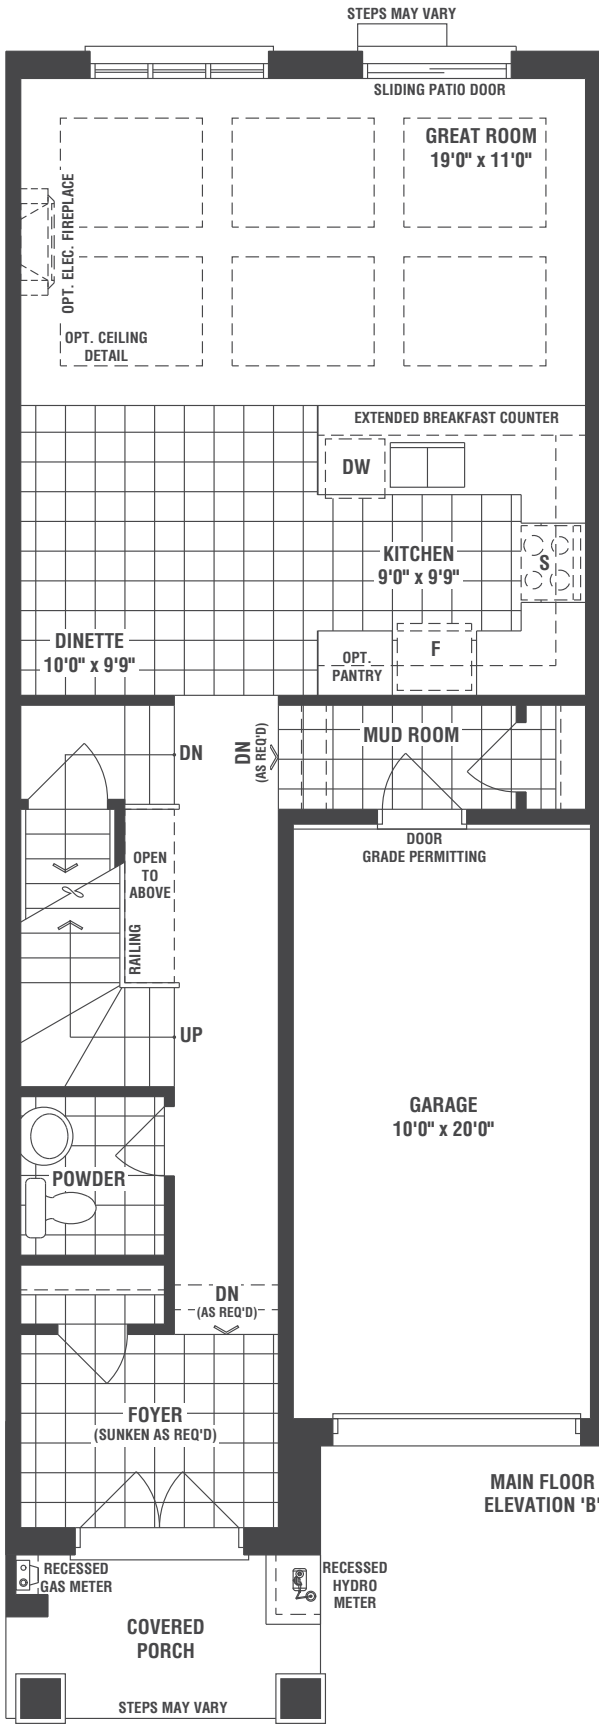 STEPS MAY VARY
SLIDING PATIO DOOR
GREAT ROOM
19'0" x 11'0"
OPT. ELEC. FIREPLACE
OPT. CEILING
DETAIL
EXTENDED BREAKFAST COUNTER
DW
KITCHEN
9'0" x 9'9"
S
DINETTE
10'0" x 9'9"
OPT.
PANTRY
F
DN
DN
(AS REQ'D)
MUD ROOM
DOOR
GRADE PERMITTING
OPEN
TO
ABOVE
RAILING
UP
GARAGE
10'0" x 20'0"
POWDER
DN
(AS REQ'D)
FOYER
(SUNKEN AS REQ'D)
MAIN FLOOR
ELEVATION 'B'
RECESSED
GAS METER
RECESSED
HYDRO
METER
COVERED
PORCH
STEPS MAY VARY